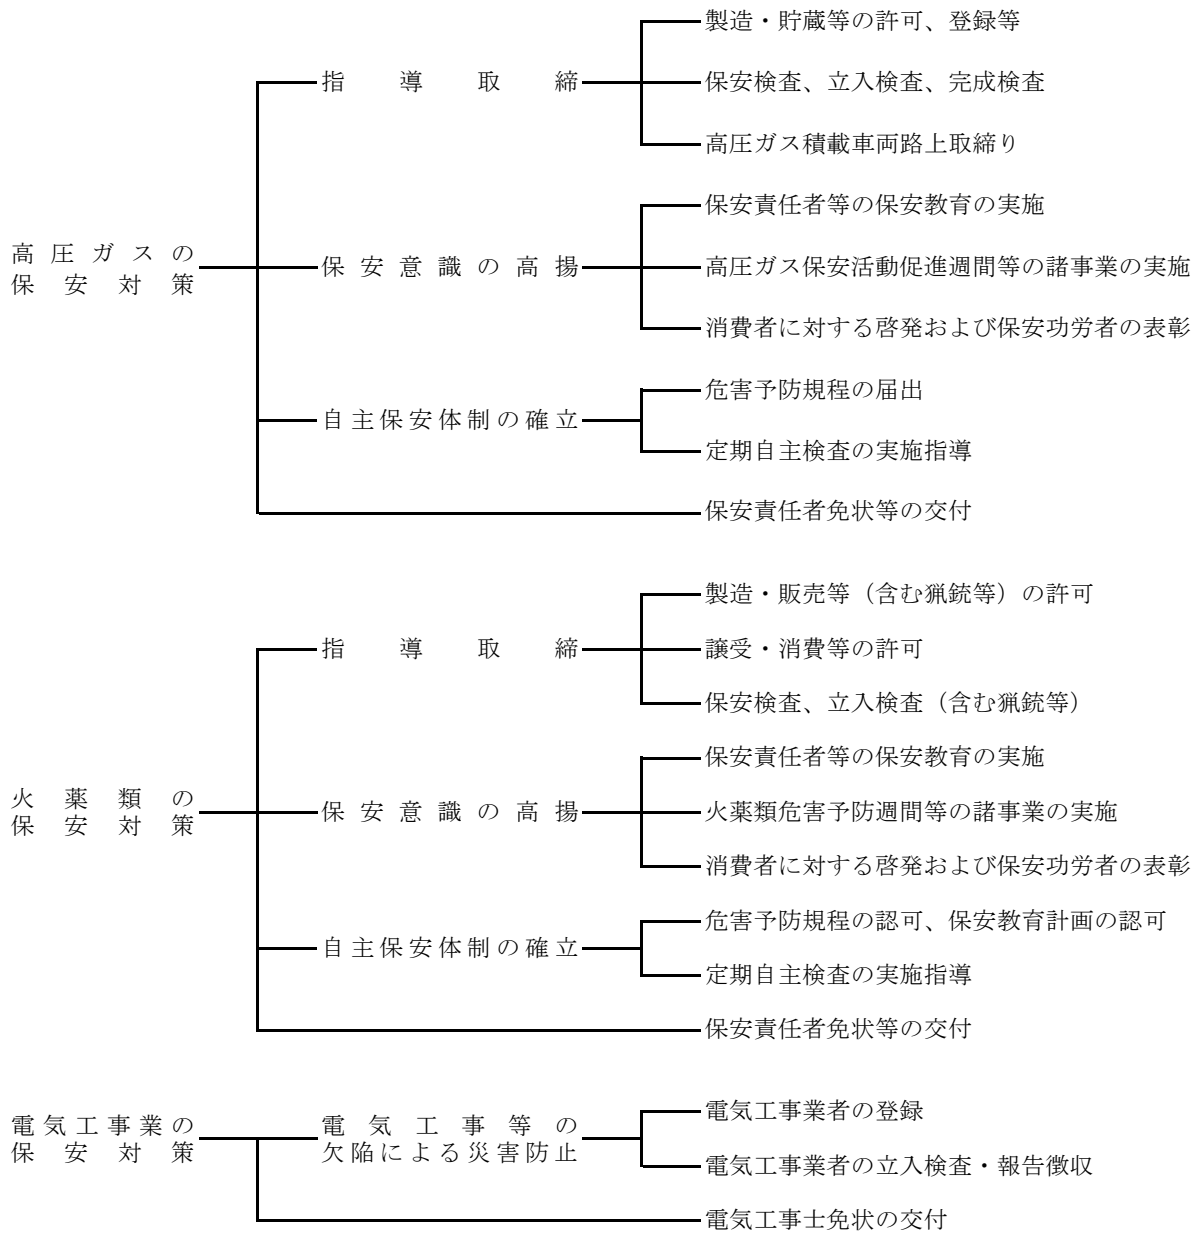 製造・貯蔵等の許可、登録等
指導取締
保安検査、立入検査、完成検査
高圧ガス積載車両路上取締り
保安責任者等の保安教育の実施
高圧ガスの
保安対策
保安意識の高揚
高圧ガス保安活動促進週間等の諸事業の実施
消費者に対する啓発および保安功労者の表彰
危害予防規程の届出
自主保安体制の確立
定期自主検査の実施指導
保安責任者免状等の交付
製造・販売等（含む猟銃等）の許可
指導取締
譲受・消費等の許可
保安検査、立入検査（含む猟銃等）
保安責任者等の保安教育の実施
火薬類の
保安対策
保安意識の高揚
火薬類危害予防週間等の諸事業の実施
消費者に対する啓発および保安功労者の表彰
危害予防規程の認可、保安教育計画の認可
自主保安体制の確立
定期自主検査の実施指導
保安責任者免状等の交付
電気工事業の
保安対策
電気工事等の
欠陥による災害防止
電気工事業者の登録
電気工事業者の立入検査・報告徴収
電気工事士免状の交付